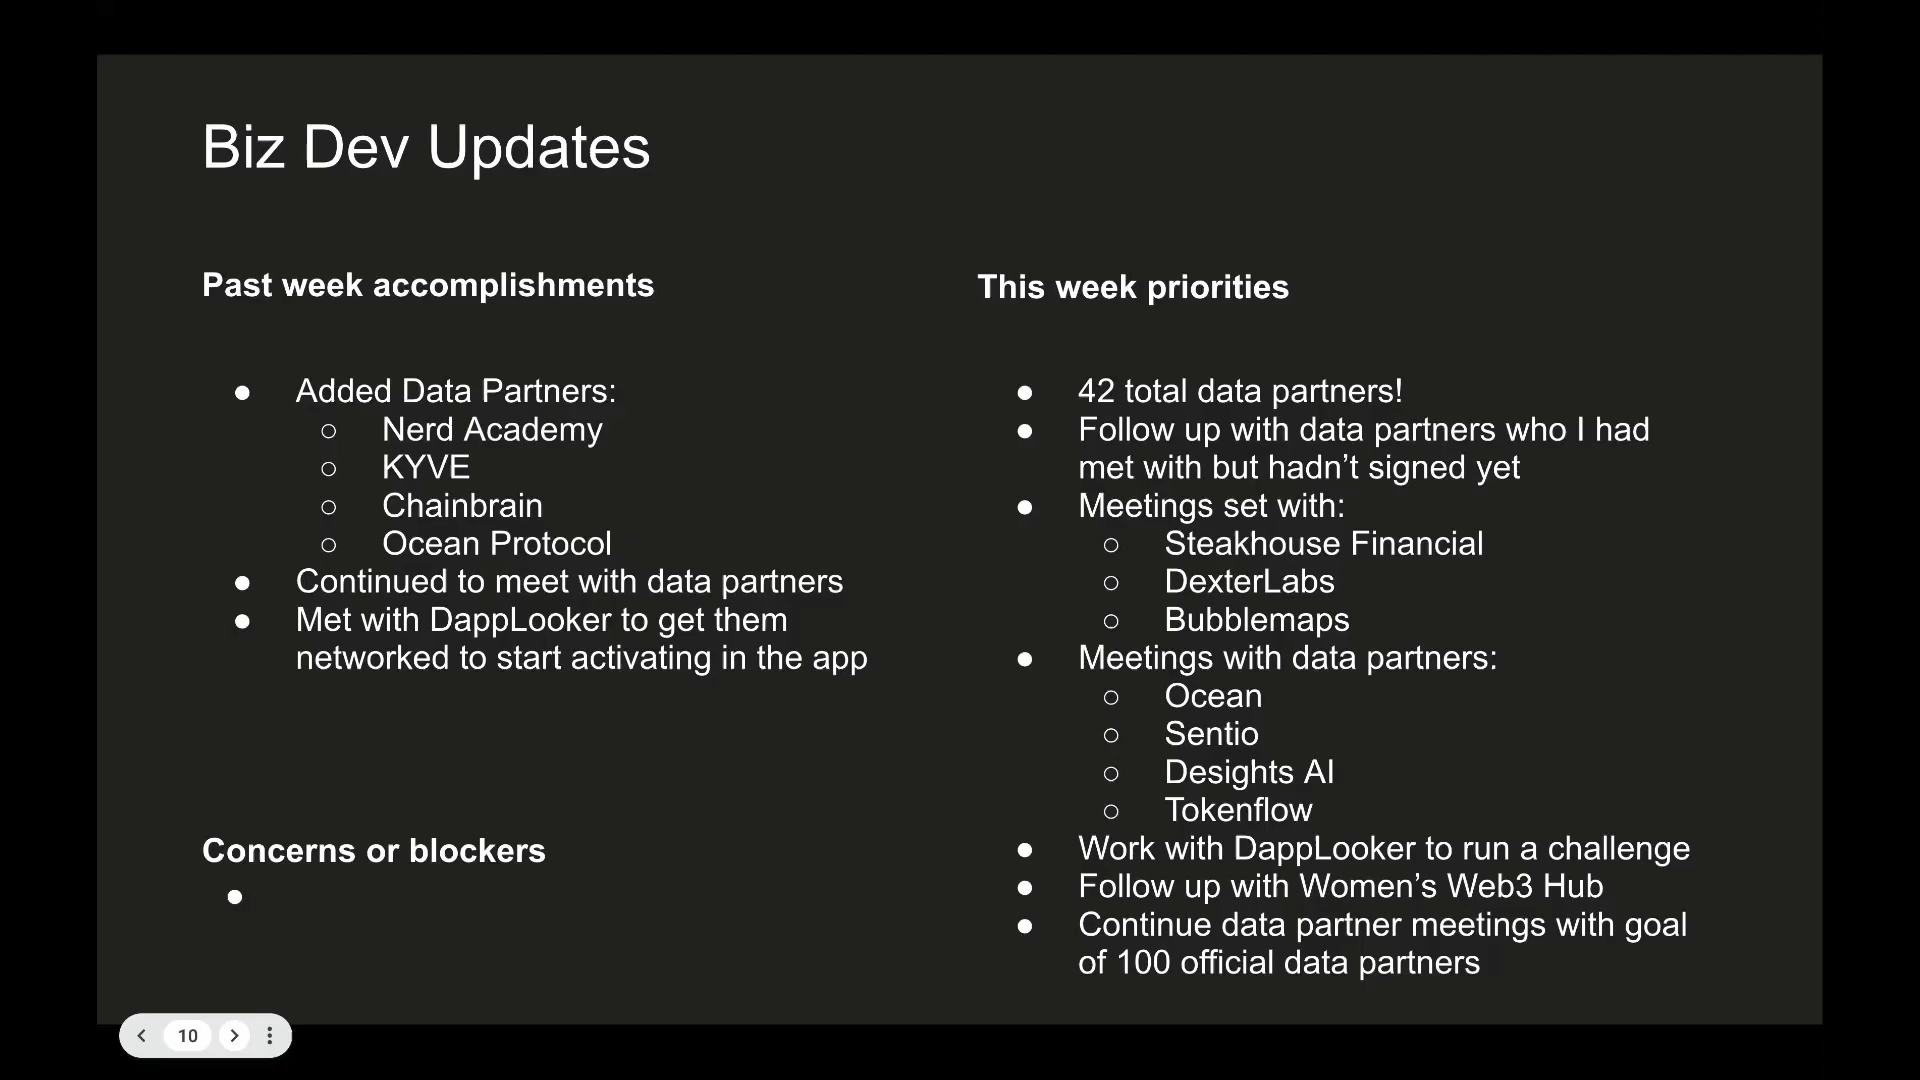 Biz Dev Updates
Past week accomplishments
● Added Data Partners:
○ Nerd Academy
○ KYVE
○ Chainbrain
○ Ocean Protocol
● Continued to meet with data partners
● Met with DappLooker to get them
networked to start activating in the app
Concerns or blockers
●
This week priorities
● 42 total data partners!
● Follow up with data partners who I had
met with but hadn’t signed yet
● Meetings set with:
○ Steakhouse Financial
○ DexterLabs
○ Bubblemaps
● Meetings with data partners:
○ Ocean
○ Sentio
○ Desights AI
○ Tokenflow
● Work with DappLooker to run a challenge
● Follow up with Women’s Web3 Hub
● Continue data partner meetings with goal
of 100 official data partners
10